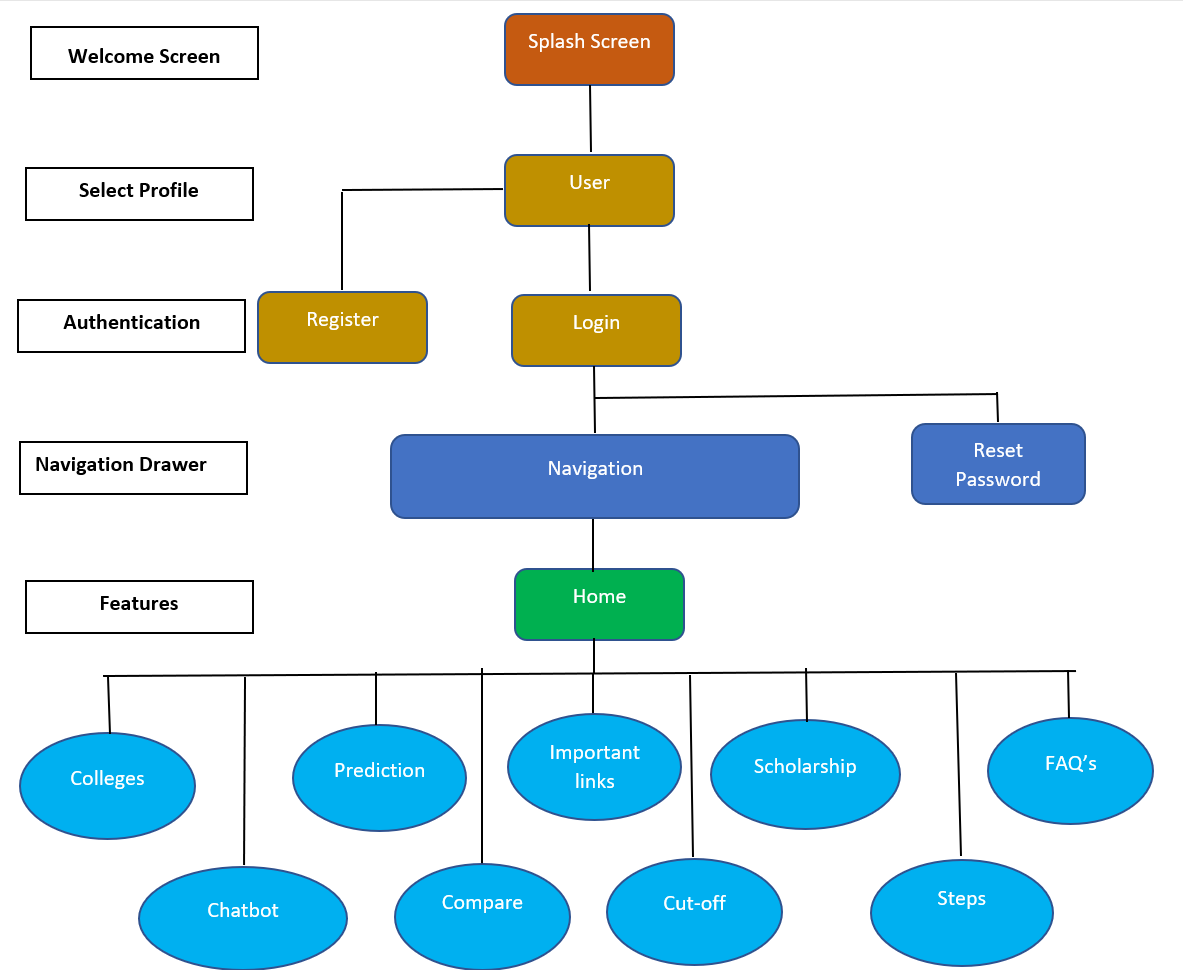 Welcome Screen
Splash Screen
Select Profile
User
Authentication
Register
Login
Navigation Drawer
Navigation
Reset
Password
Features
Home
Colleges
Prediction
Important
links
Scholarship
FAQ’s
Chatbot
Compare
Cut-off
Steps